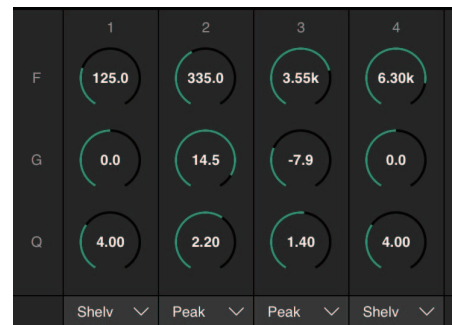 1 2 3 4
F 125.0 335.0 3.55k 6.30k
G 0.0 14.5 -7.9 0.0
Q 4.00 2.20 1.40 4.00
Shelv Peak Peak Shelv